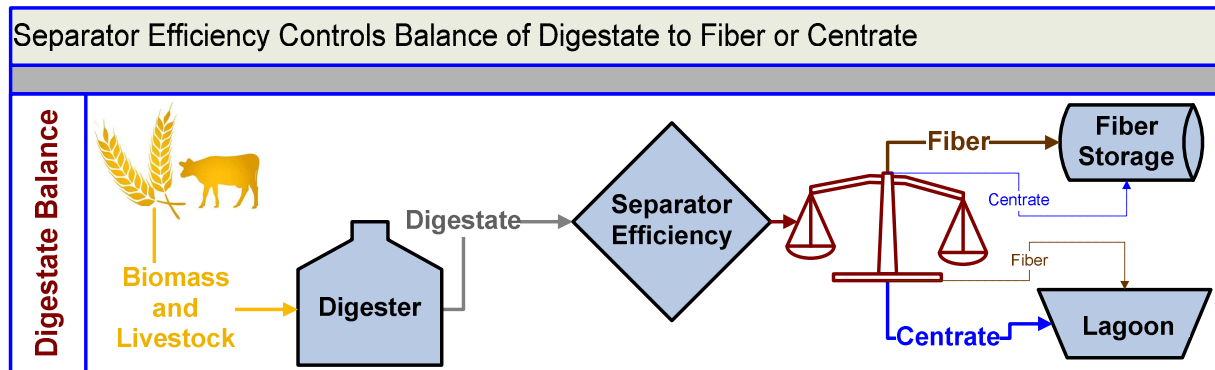 Separator Efficiency Controls Balance of Digestate to Fiber or Centrate
Digestate Balance
Biomass
and
Livestock
Digester
Digestate
Separator
Efficiency
Fiber
Fiber
Storage
Centrate
Fiber
Centrate
Lagoon